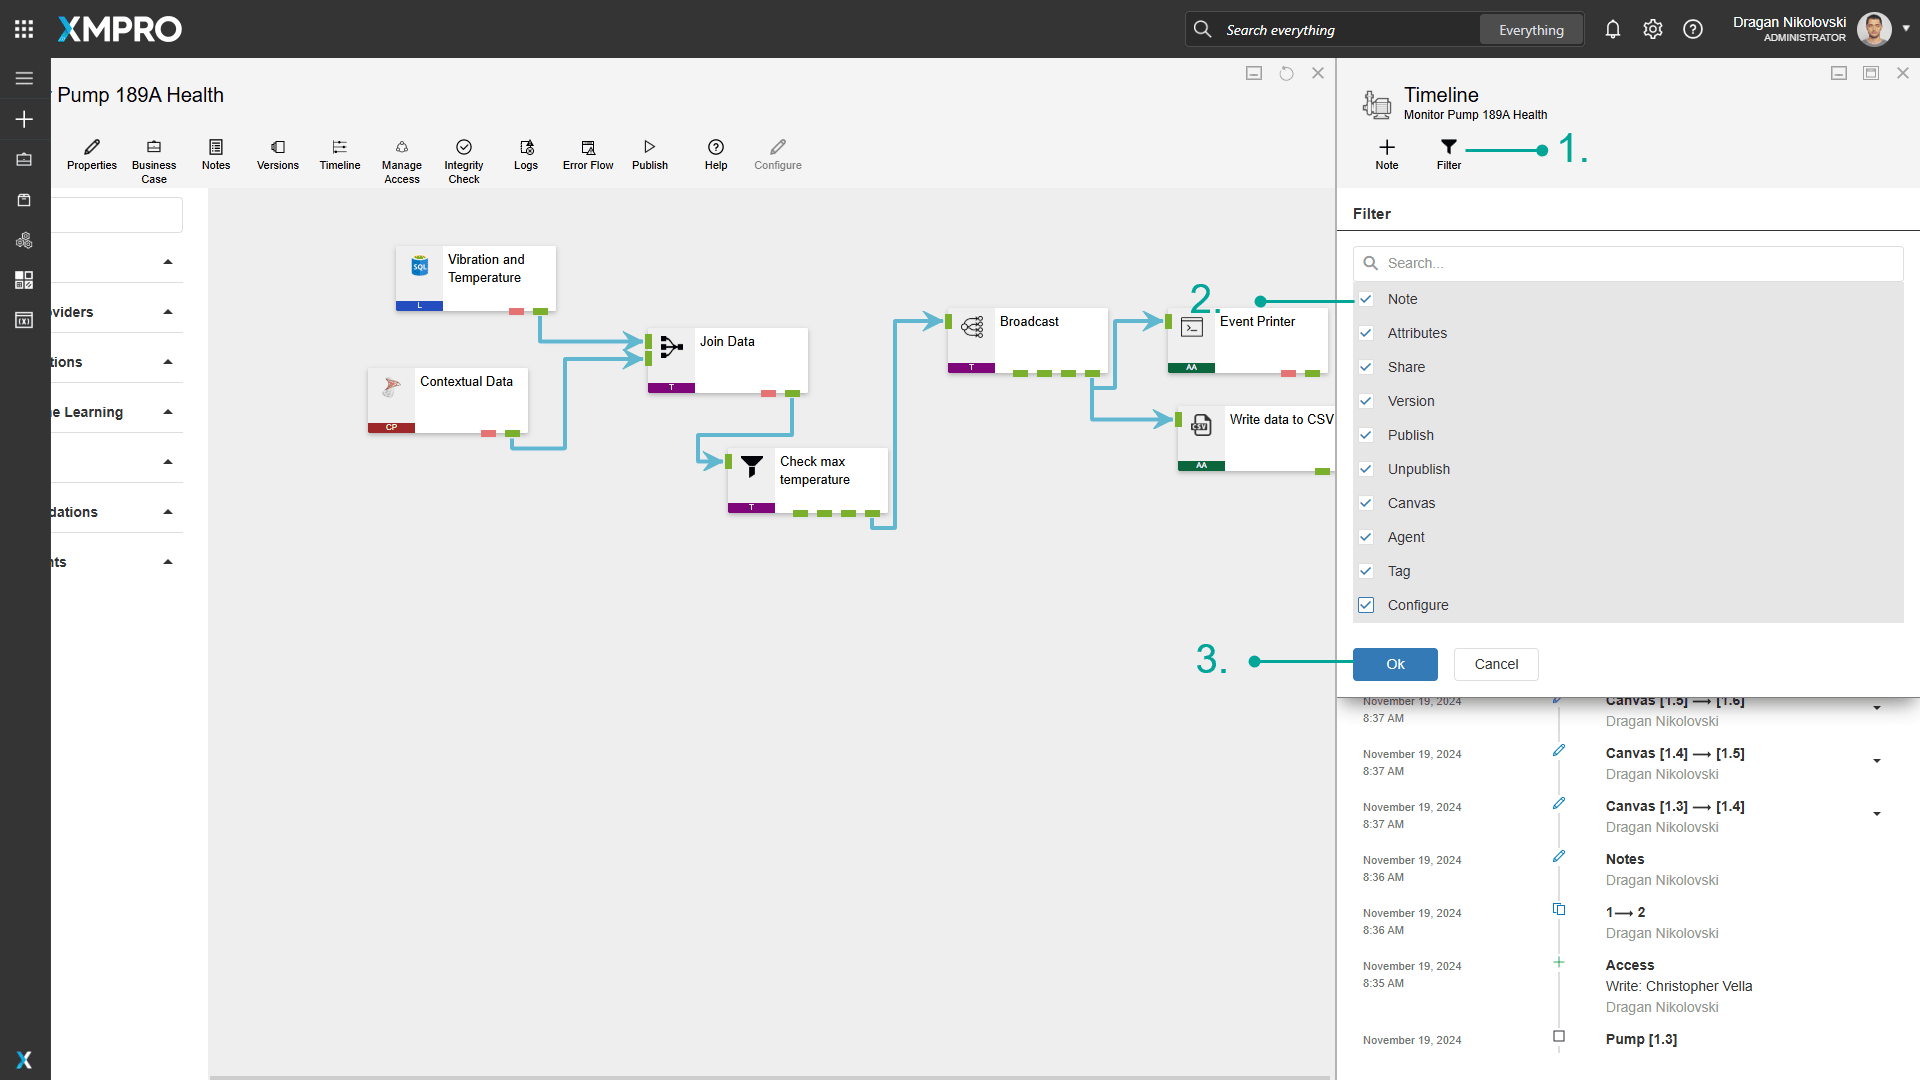 XMPRO
Search everything
Everything
Dragan Nikolovski
ADMINISTRATOR
Pump 189A Health
Properties
Business
Case
Notes
Versions
Timeline
Manage
Access
Integrity
Check
Logs
Error Flow
Publish
Help
Configure
viders
tions
e Learning
dations
nts
Vibration and
Temperature
SQL
L
Contextual Data
CP
Join Data
T
Check max
temperature
T
Broadcast
T
Event Printer
AA
Write data to CSV
CSV
AA
Timeline
Monitor Pump 189A Health
Note
Filter
1.
Filter
Search...
2.
Note
Attributes
Share
Version
Publish
Unpublish
Canvas
Agent
Tag
Configure
3.
Ok
Cancel
November 19, 2024
8:37 AM
Canvas [1.5] ⟶ [1.6]
Dragan Nikolovski
November 19, 2024
8:37 AM
Canvas [1.4] ⟶ [1.5]
Dragan Nikolovski
November 19, 2024
8:37 AM
Canvas [1.3] ⟶ [1.4]
Dragan Nikolovski
November 19, 2024
8:36 AM
Notes
Dragan Nikolovski
November 19, 2024
8:36 AM
1⟶ 2
Dragan Nikolovski
November 19, 2024
8:35 AM
Access
Write: Christopher Vella
Dragan Nikolovski
November 19, 2024
Pump [1.3]